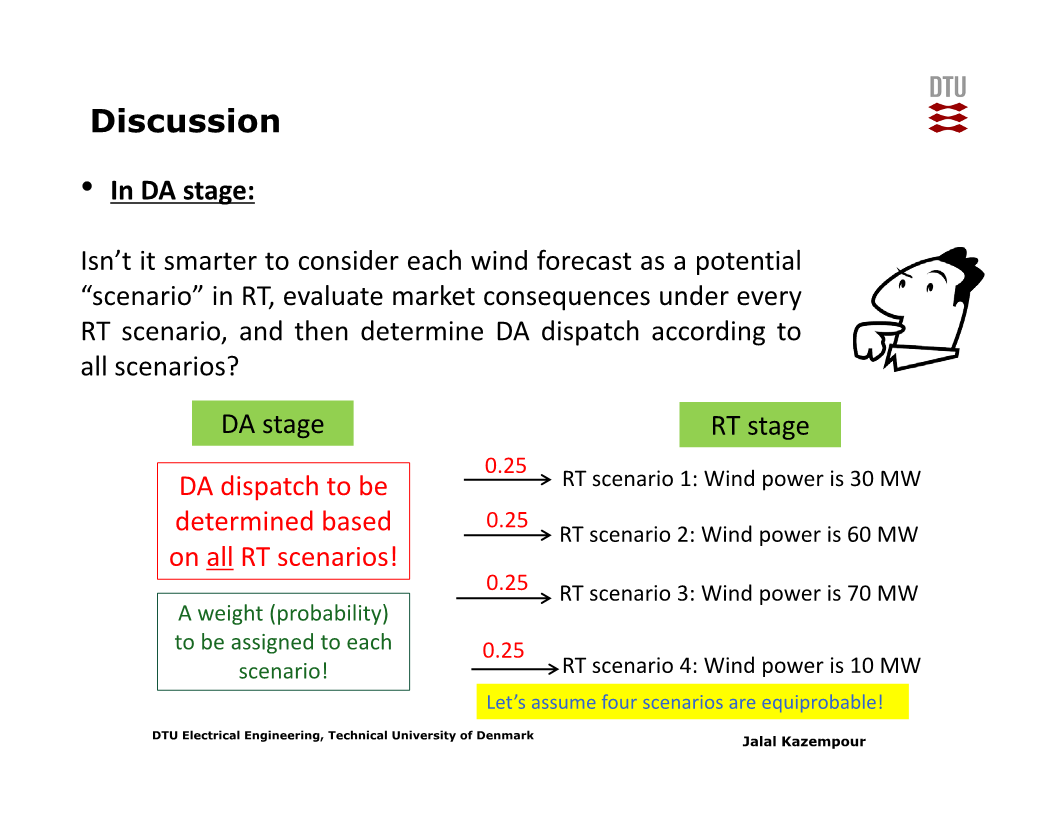 DTU
Discussion
• In DA stage:
Isn’t it smarter to consider each wind forecast as a potential
“scenario” in RT, evaluate market consequences under every
RT scenario, and then determine DA dispatch according to
all scenarios?
DA stage
RT stage
DA dispatch to be
determined based
on all RT scenarios!
A weight (probability)
to be assigned to each
scenario!
0.25
RT scenario 1: Wind power is 30 MW
0.25
RT scenario 2: Wind power is 60 MW
0.25
RT scenario 3: Wind power is 70 MW
0.25
RT scenario 4: Wind power is 10 MW
Let’s assume four scenarios are equiprobable!
DTU Electrical Engineering, Technical University of Denmark
Jalal Kazempour